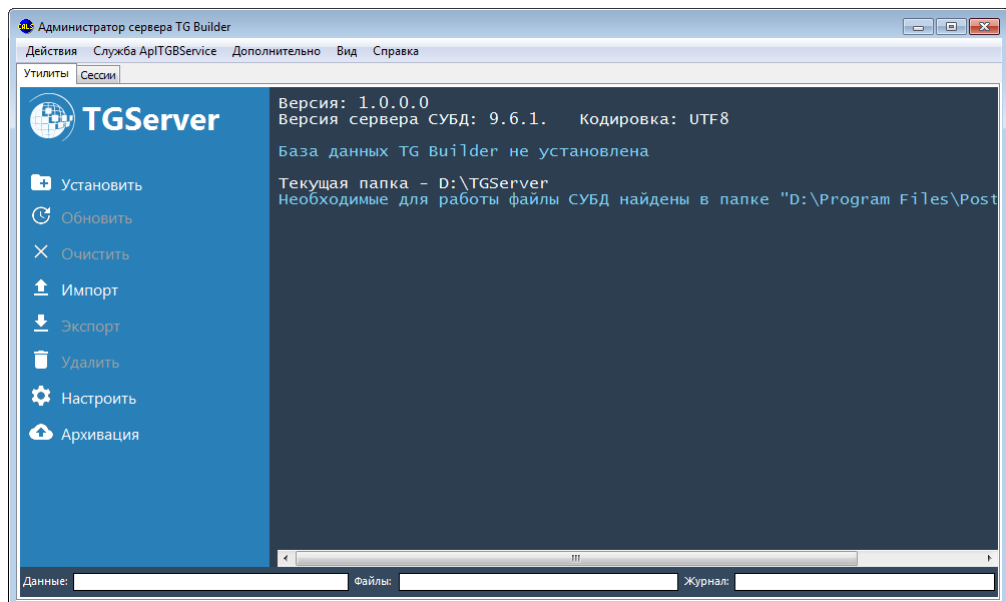 CALS Администратор сервера TG Builder
Действия Служба ApITGBService Дополнительно Вид Справка
Утилиты Сессии
TGServer
Установить
Обновить
Очистить
Импорт
Экспорт
Удалить
Настроить
Архивация
Версия: 1.0.0.0
Версия сервера СУБД: 9.6.1. Кодировка: UTF8
База данных TG Builder не установлена
Текущая папка – D:\TGServer
Необходимые для работы файлы СУБД найдены в папке "D:\Program Files\Post
Данные: Файлы: Журнал: